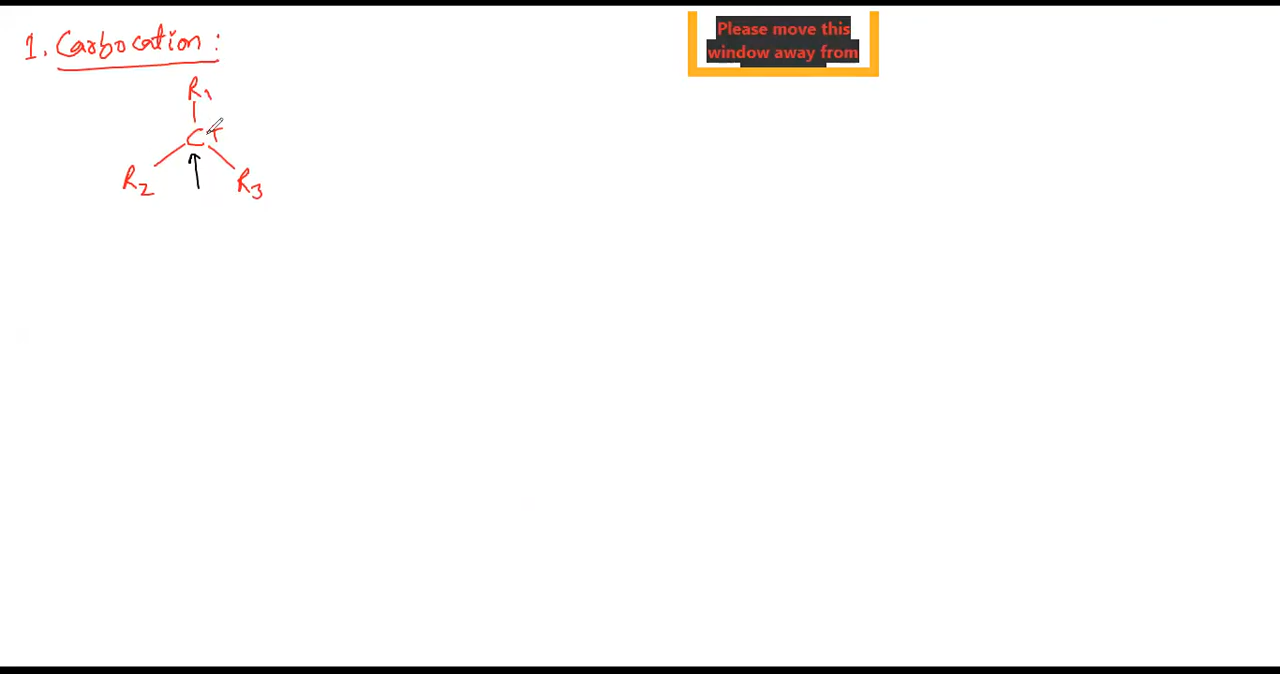 1. Carbocation :
Please move this
window away from
R1
C+
R2 R3